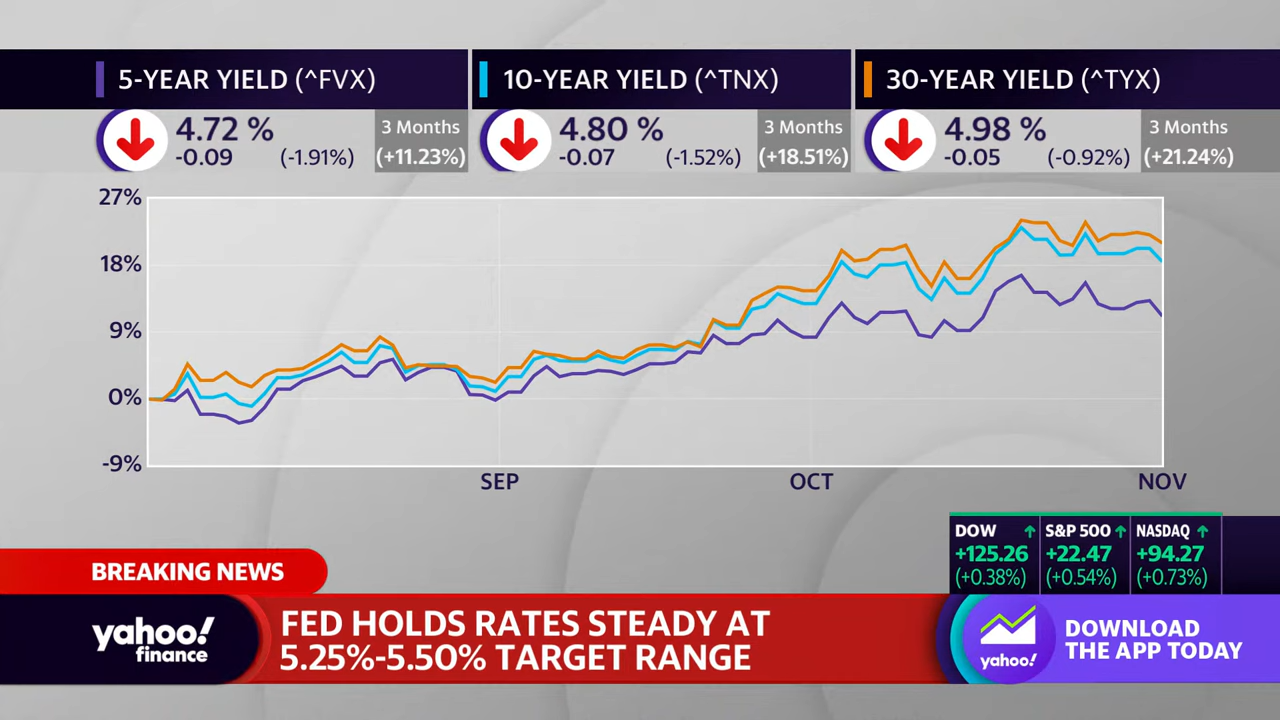 5-YEAR YIELD (^FVX)
4.72 %
-0.09 (-1.91%)
3 Months
(+11.23%)
10-YEAR YIELD (^TNX)
4.80 %
-0.07 (-1.52%)
3 Months
(+18.51%)
30-YEAR YIELD (^TYX)
4.98 %
-0.05 (-0.92%)
3 Months
(+21.24%)
27%
18%
9%
0%
-9%
SEP OCT NOV
DOW
+125.26
(+0.38%)
S&P 500
+22.47
(+0.54%)
NASDAQ
+94.27
(+0.73%)
BREAKING NEWS
yahoo!
finance
FED HOLDS RATES STEADY AT
5.25%-5.50% TARGET RANGE
yahoo!
DOWNLOAD
THE APP TODAY